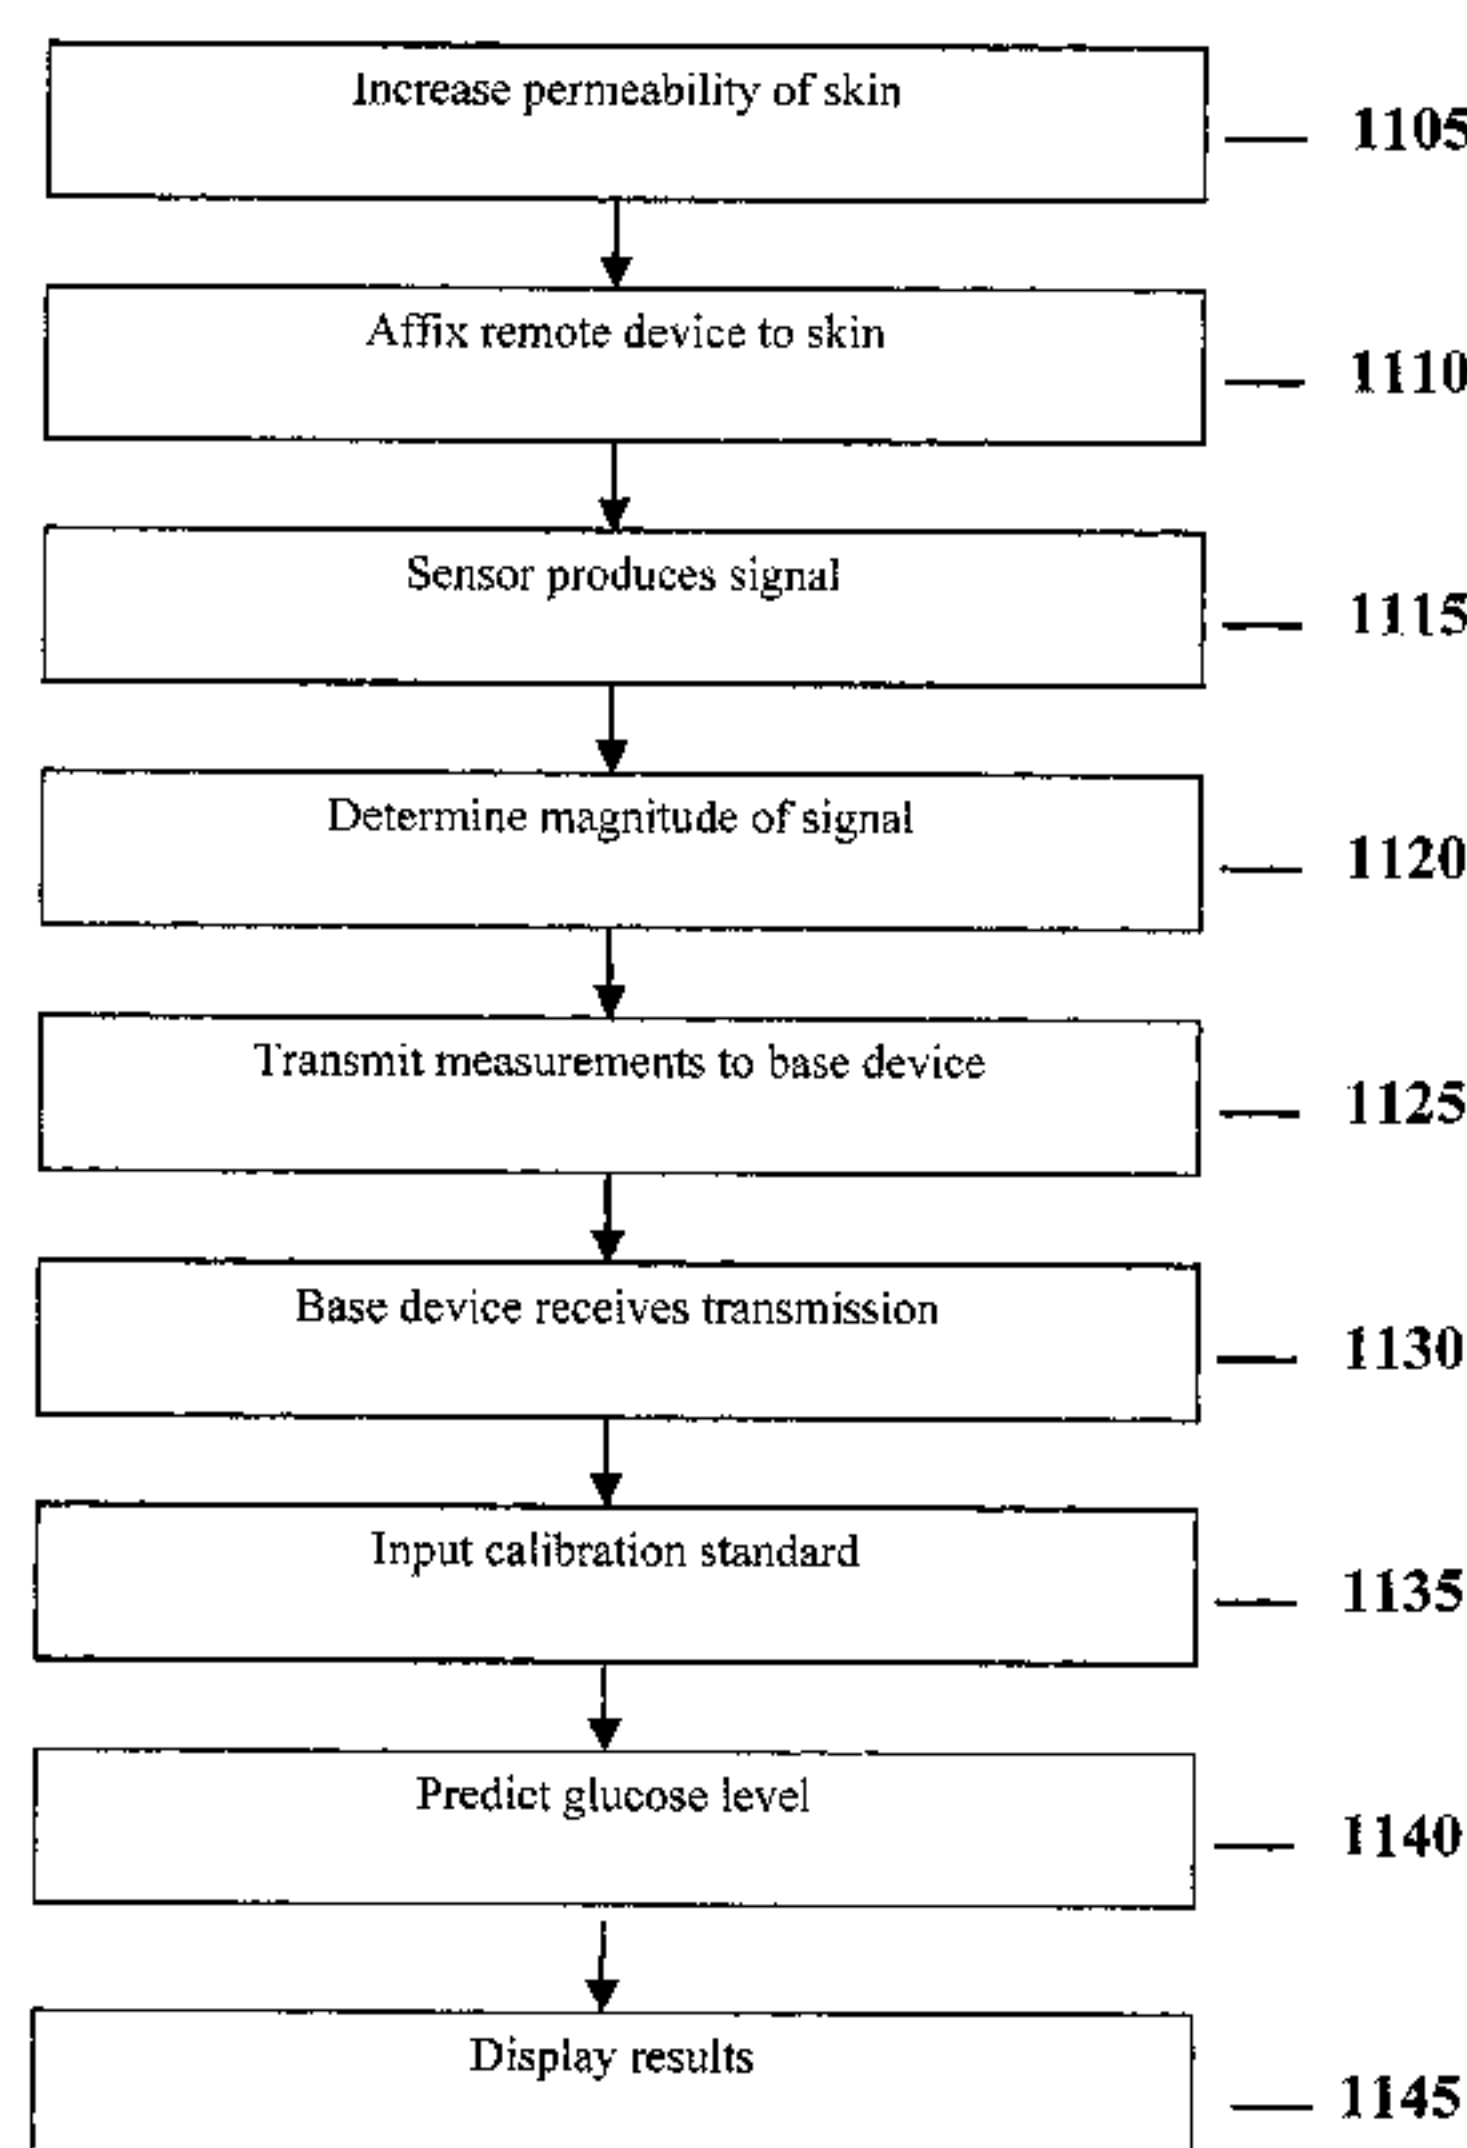 Increase permeability of skin
1105
Affix remote device to skin
1110
Sensor produces signal
1115
Determine magnitude of signal
1120
Transmit measurements to base device
1125
Base device receives transmission
1130
Input calibration standard
1135
Predict glucose level
1140
Display results
1145